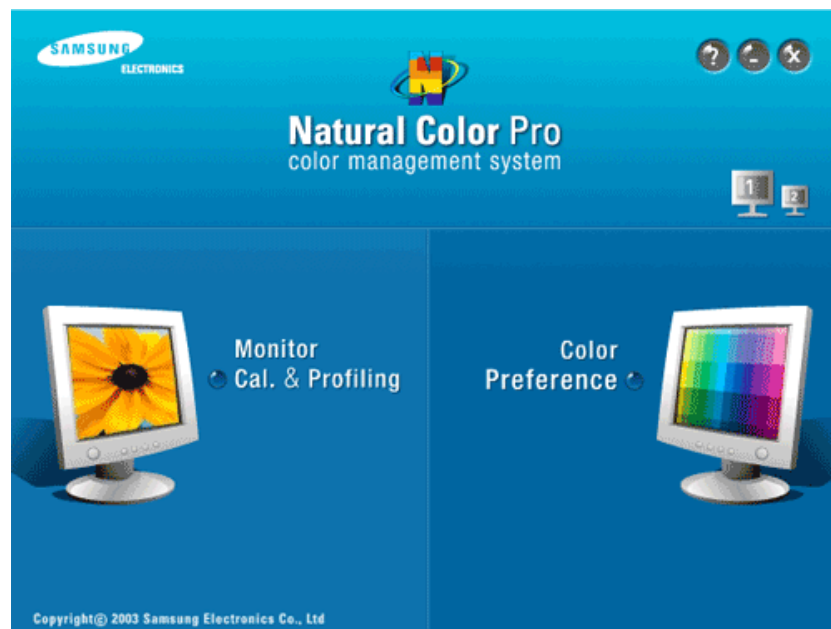 SAMSUNG
ELECTRONICS
? - x
N
Natural Color Pro
color management system
1 2
Monitor
Cal. & Profiling
Color
Preference
Copyright© 2003 Samsung Electronics Co., Ltd